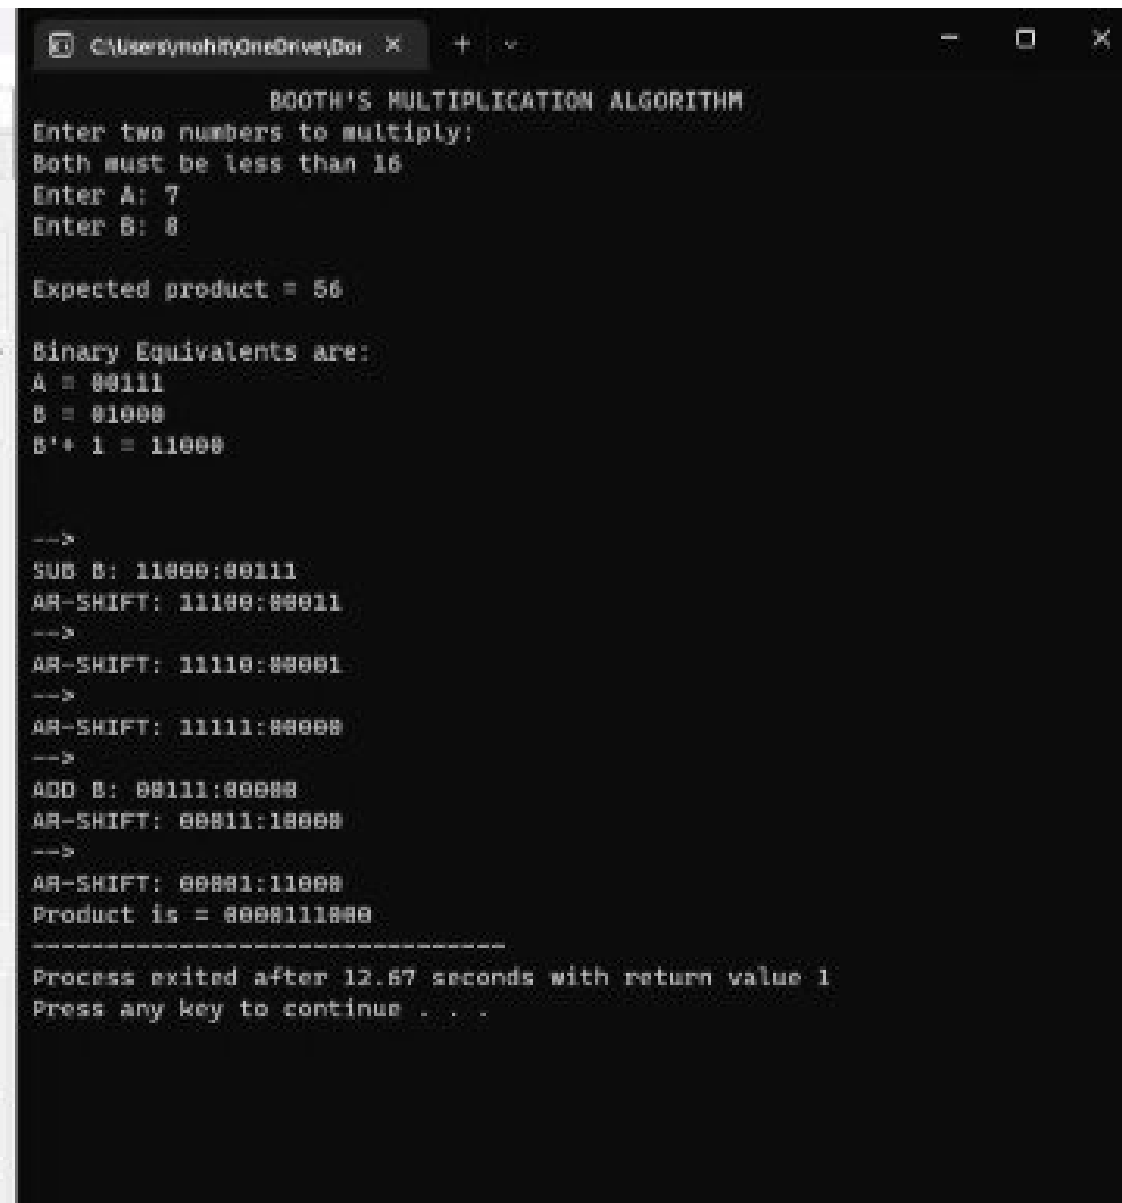 C:\Users\mohit\OneDrive\Do
BOOTH'S MULTIPLICATION ALGORITHM
Enter two numbers to multiply:
Both must be less than 16
Enter A: 7
Enter B: 8
Expected product = 56
Binary Equivalents are:
A = 00111
B = 01000
B'+ 1 = 11000
-->
SUB B: 11000:00111
AR-SHIFT: 11100:00011
-->
AR-SHIFT: 11110:00001
-->
AR-SHIFT: 11111:00000
-->
ADD B: 00111:00000
AR-SHIFT: 00011:10000
-->
AR-SHIFT: 00001:11000
Product is = 0000111000
--------------------------------
Process exited after 12.67 seconds with return value 1
Press any key to continue . . .